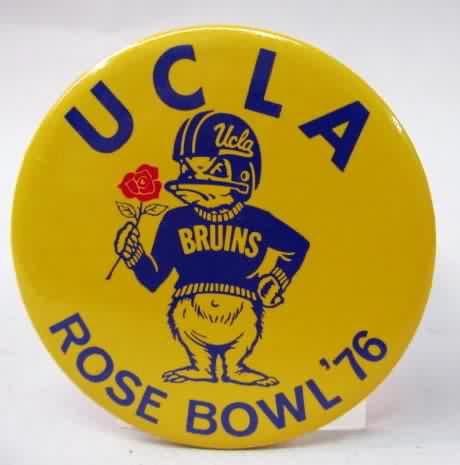 UCLA
Ucla
BRUINS
ROSE BOWL '76